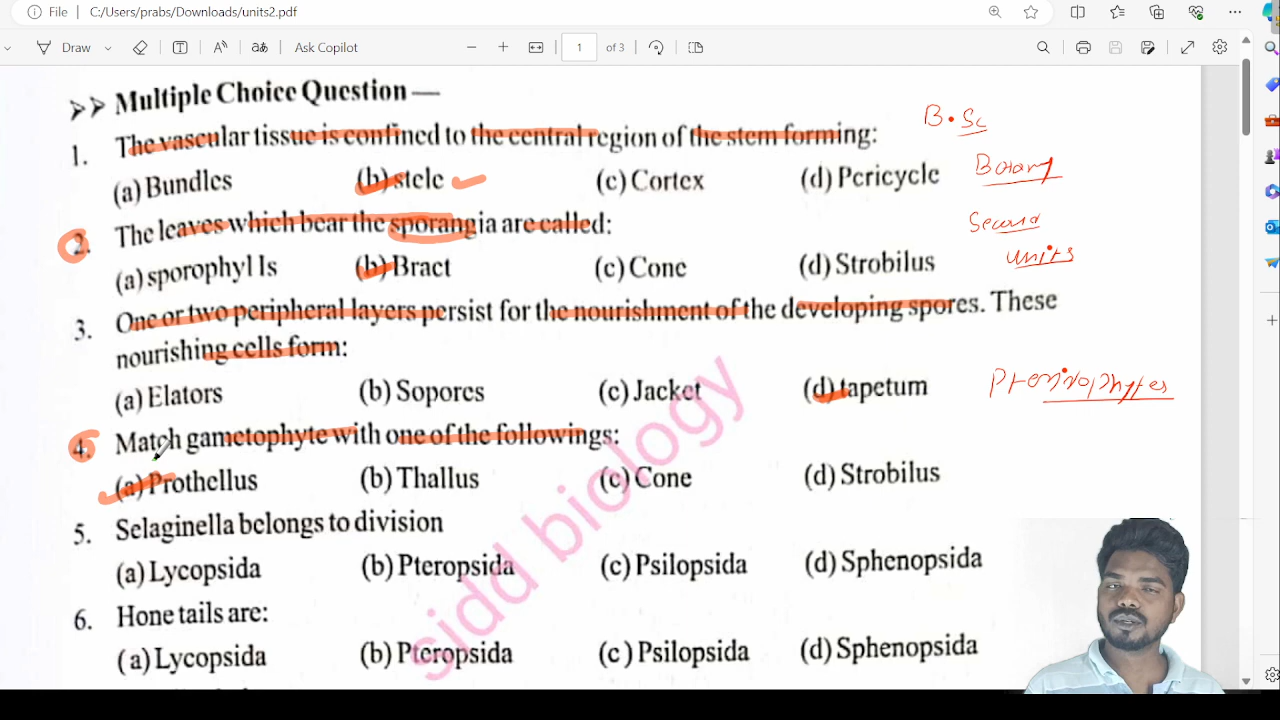 File C:/Users/prabs/Downloads/units2.pdf
Draw Ask Copilot 1 of 3
>> Multiple Choice Question—
1. The vascular tissue is confined to the central region of the stem forming:
(a) Bundles (b) stele (c) Cortex (d) Pericycle
2. The leaves which bear the sporangia are called:
(a) sporophyl ls (b) Bract (c) Cone (d) Strobilus
3. One or two peripheral layers persist for the nourishment of the developing spores. These
nourishing cells form:
(a) Elators (b) Sopores (c) Jacket (d) tapetum
4. Match gametophyte with one of the followings:
(a) Prothellus (b) Thallus (c) Cone (d) Strobilus
5. Selaginella belongs to division
(a) Lycopsida (b) Pteropsida (c) Psilopsida (d) Sphenopsida
6. Hone tails are:
(a) Lycopsida (b) Pteropsida (c) Psilopsida (d) Sphenopsida
B.Sc
Botany
Second
units
sjdd biology